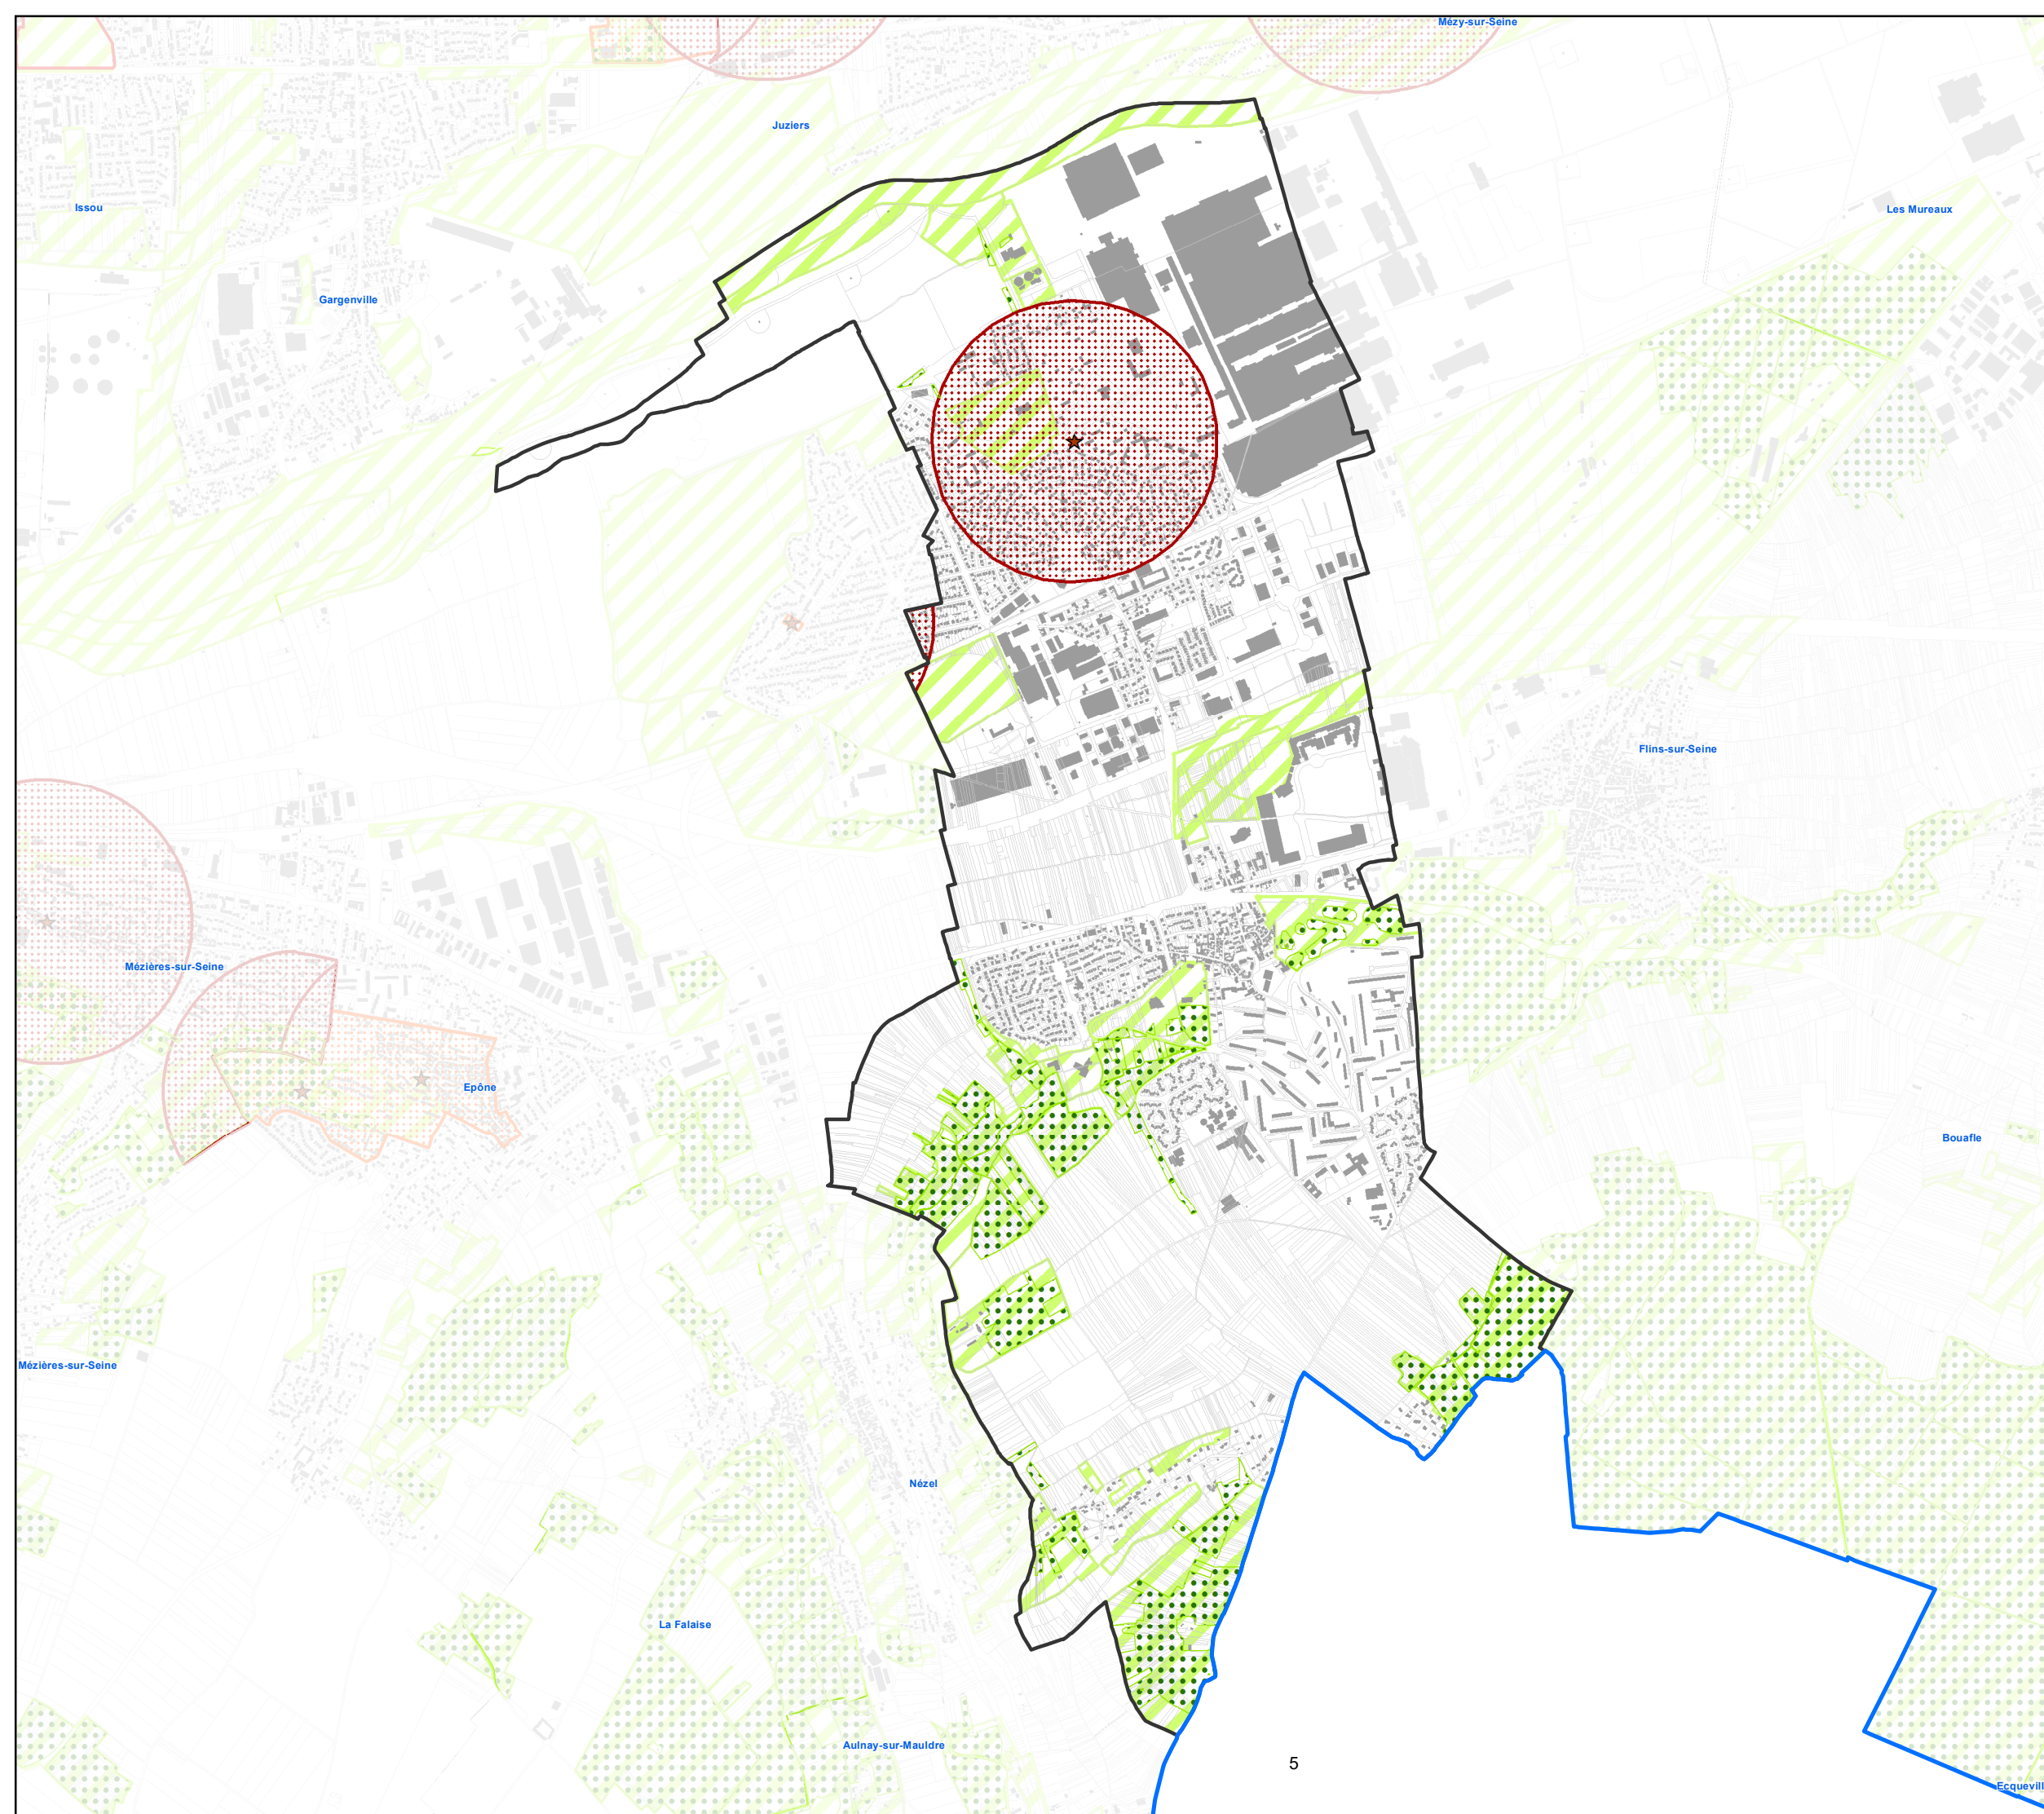 Mézy-sur-Seine
Juziers
Issou
Les Mureaux
Gargenville
Flins-sur-Seine
Mézières-sur-Seine
Epône
Bouafle
Mézières-sur-Seine
Nézel
La Falaise
Aulnay-sur-Mauldre
5
Ecquevill